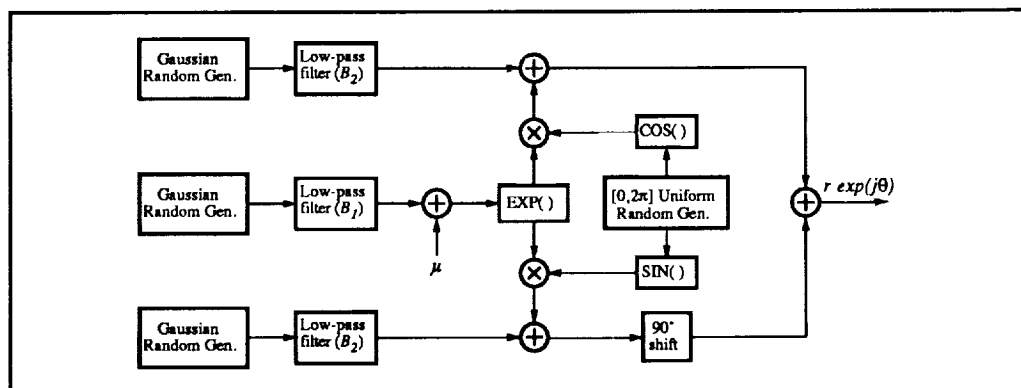 Gaussian
Random Gen.
Low-pass
filter (B₂)
+
×
COS( )
Gaussian
Random Gen.
Low-pass
filter (B₁)
+
μ
EXP( )
[0,2π] Uniform
Random Gen.
r exp(jθ)
+
×
SIN( )
Gaussian
Random Gen.
Low-pass
filter (B₂)
+
90°
shift